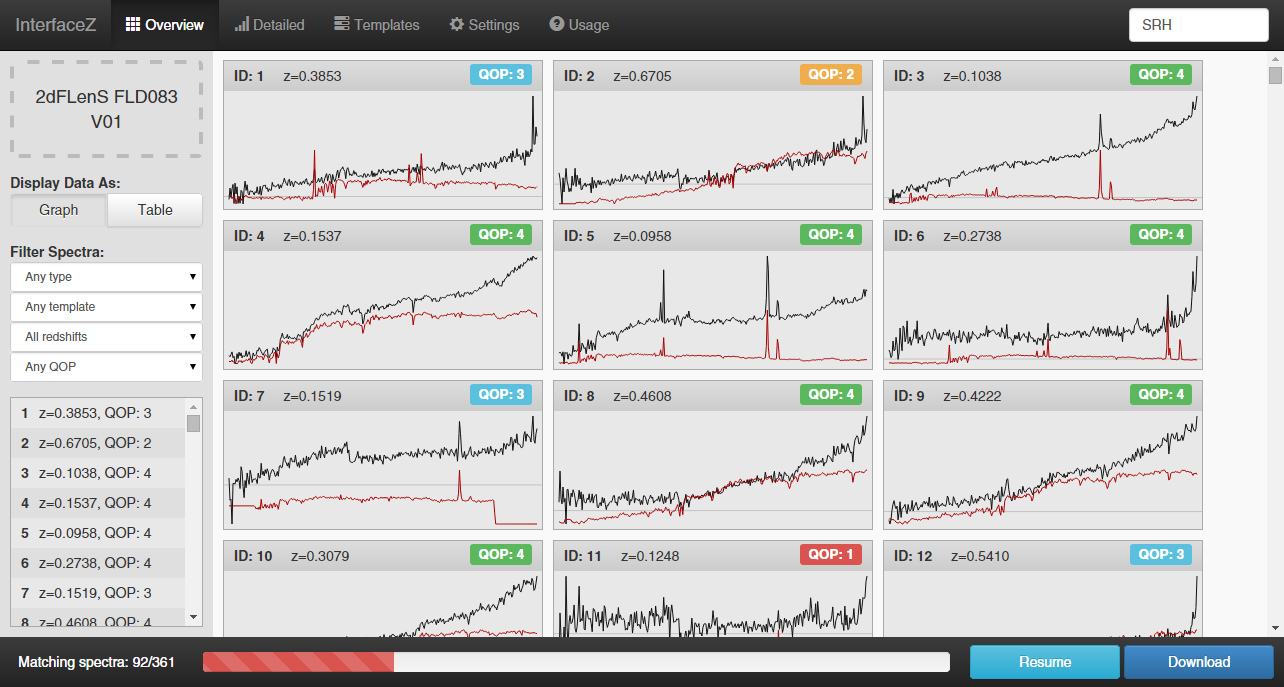 InterfaceZ Overview Detailed Templates Settings Usage SRH
2dFLenS FLD083
V01
Display Data As:
Graph Table
Filter Spectra:
Any type
Any template
All redshifts
Any QOP
1 z=0.3853, QOP: 3
2 z=0.6705, QOP: 2
3 z=0.1038, QOP: 4
4 z=0.1537, QOP: 4
5 z=0.0958, QOP: 4
6 z=0.2738, QOP: 4
7 z=0.1519, QOP: 3
8 z=0.4608, QOP: 4
ID: 1 z=0.3853 QOP: 3
ID: 2 z=0.6705 QOP: 2
ID: 3 z=0.1038 QOP: 4
ID: 4 z=0.1537 QOP: 4
ID: 5 z=0.0958 QOP: 4
ID: 6 z=0.2738 QOP: 4
ID: 7 z=0.1519 QOP: 3
ID: 8 z=0.4608 QOP: 4
ID: 9 z=0.4222 QOP: 4
ID: 10 z=0.3079 QOP: 4
ID: 11 z=0.1248 QOP: 1
ID: 12 z=0.5410 QOP: 3
Matching spectra: 92/361
Resume Download